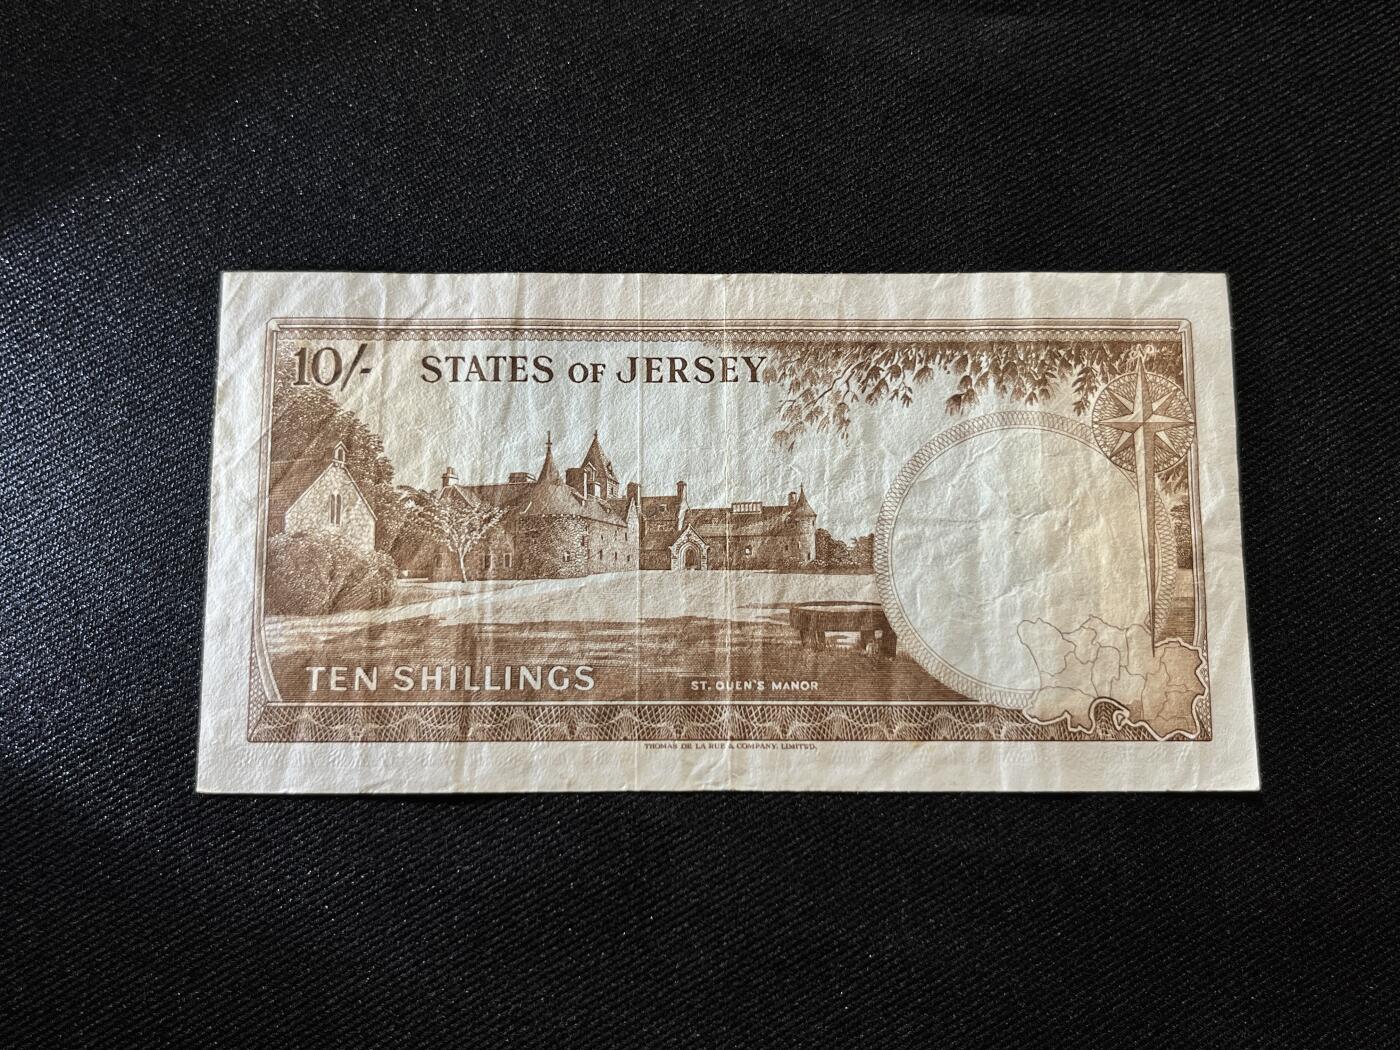 10/-
STATES OF JERSEY
TEN SHILLINGS
ST. OUEN'S MANOR
THOMAS DE LA RUE & COMPANY, LIMITED.